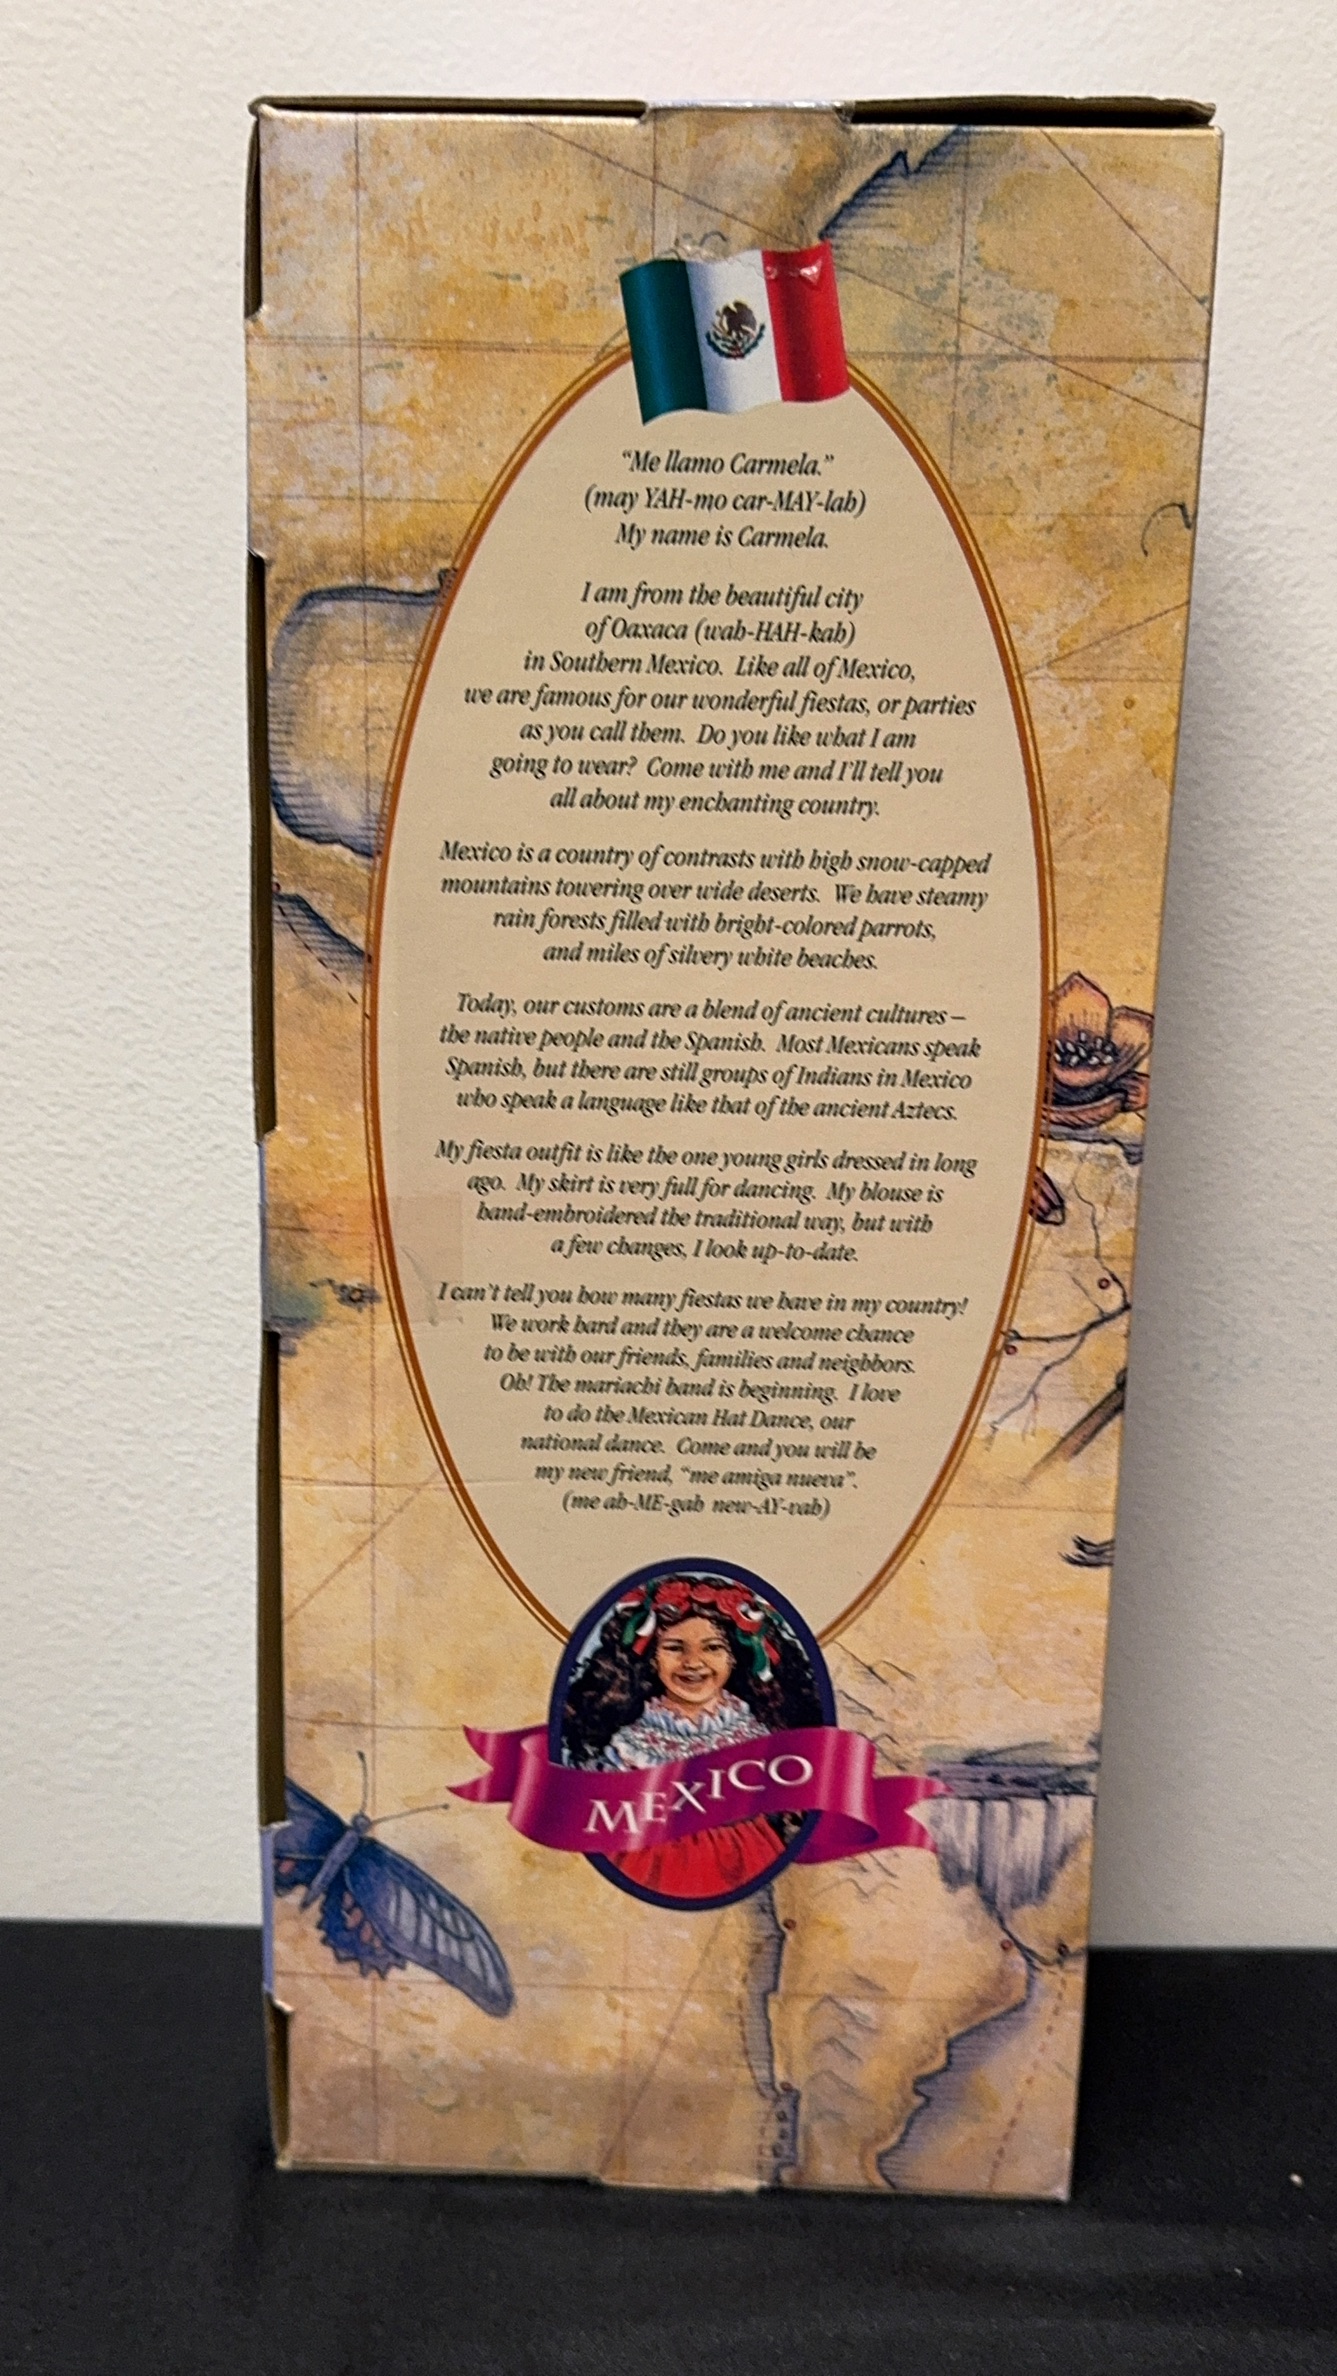 “Me llamo Carmela.”
(may YAH-mo car-MAY-lah)
My name is Carmela.
I am from the beautiful city
of Oaxaca (wah-HAH-kah)
in Southern Mexico. Like all of Mexico,
we are famous for our wonderful fiestas, or parties
as you call them. Do you like what I am
going to wear? Come with me and I’ll tell you
all about my enchanting country.
Mexico is a country of contrasts with high snow-capped
mountains towering over wide deserts. We have steamy
rain forests filled with bright-colored parrots,
and miles of silvery white beaches.
Today, our customs are a blend of ancient cultures –
the native people and the Spanish. Most Mexicans speak
Spanish, but there are still groups of Indians in Mexico
who speak a language like that of the ancient Aztecs.
My fiesta outfit is like the one young girls dressed in long
ago. My skirt is very full for dancing. My blouse is
hand-embroidered the traditional way, but with
a few changes, I look up-to-date.
I can’t tell you how many fiestas we have in my country!
We work hard and they are a welcome chance
to be with our friends, families and neighbors.
Oh! The mariachi band is beginning. I love
to do the Mexican Hat Dance, our
national dance. Come and you will be
my new friend, “me amiga nueva”.
(me ah-ME-gah new-AY-vah)
MEXICO